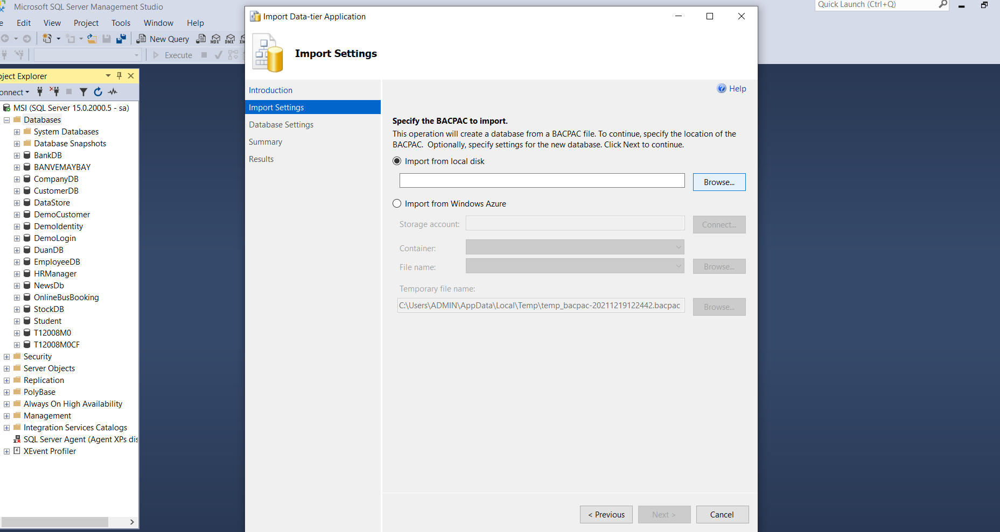 Microsoft SQL Server Management Studio
Quick Launch (Ctrl+Q)
e Edit View Project Tools Window Help
New Query
MDX DMX XM
Execute
ject Explorer
onnect
MSI (SQL Server 15.0.2000.5 - sa)
Databases
System Databases
Database Snapshots
BankDB
BANVEMAYBAY
CompanyDB
CustomerDB
DataStore
DemoCustomer
DemoIdentity
DemoLogin
DuanDB
EmployeeDB
HRManager
NewsDb
OnlineBusBooking
StockDB
Student
T12008M0
T12008M0CF
Security
Server Objects
Replication
PolyBase
Always On High Availability
Management
Integration Services Catalogs
SQL Server Agent (Agent XPs dis
XEvent Profiler
Import Data-tier Application
Import Settings
Introduction
Import Settings
Database Settings
Summary
Results
Help
Specify the BACPAC to import.
This operation will create a database from a BACPAC file. To continue, specify the location of the
BACPAC.  Optionally, specify settings for the new database. Click Next to continue.
Import from local disk
Browse...
Import from Windows Azure
Storage account:
Connect...
Container:
File name:
Browse...
Temporary file name:
C:\Users\ADMIN\AppData\Local\Temp\temp_bacpac-20211219122442.bacpac
Browse...
< Previous
Next >
Cancel